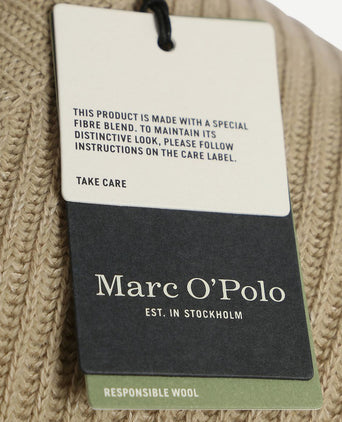 THIS PRODUCT IS MADE WITH A SPECIAL
FIBRE BLEND. TO MAINTAIN ITS
DISTINCTIVE LOOK, PLEASE FOLLOW
INSTRUCTIONS ON THE CARE LABEL.
TAKE CARE
Marc O'Polo
EST. IN STOCKHOLM
RESPONSIBLE WOOL